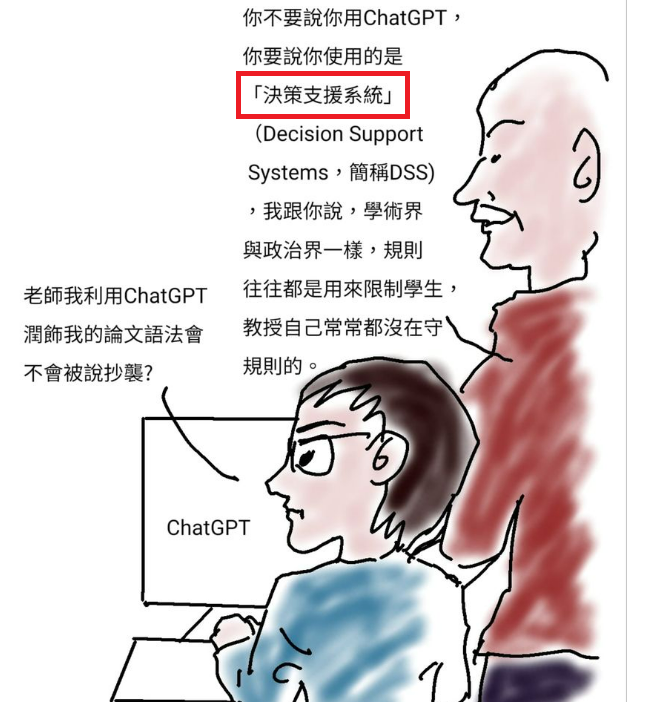 你不要說你用ChatGPT，
你要說你使用的是
「決策支援系統」
（Decision Support
Systems，簡稱DSS)
，我跟你說，學術界
與政治界一樣，規則
往往都是用來限制學生，
教授自己常常都沒在守
規則的。
老師我利用ChatGPT
潤飾我的論文語法會
不會被說抄襲?
ChatGPT